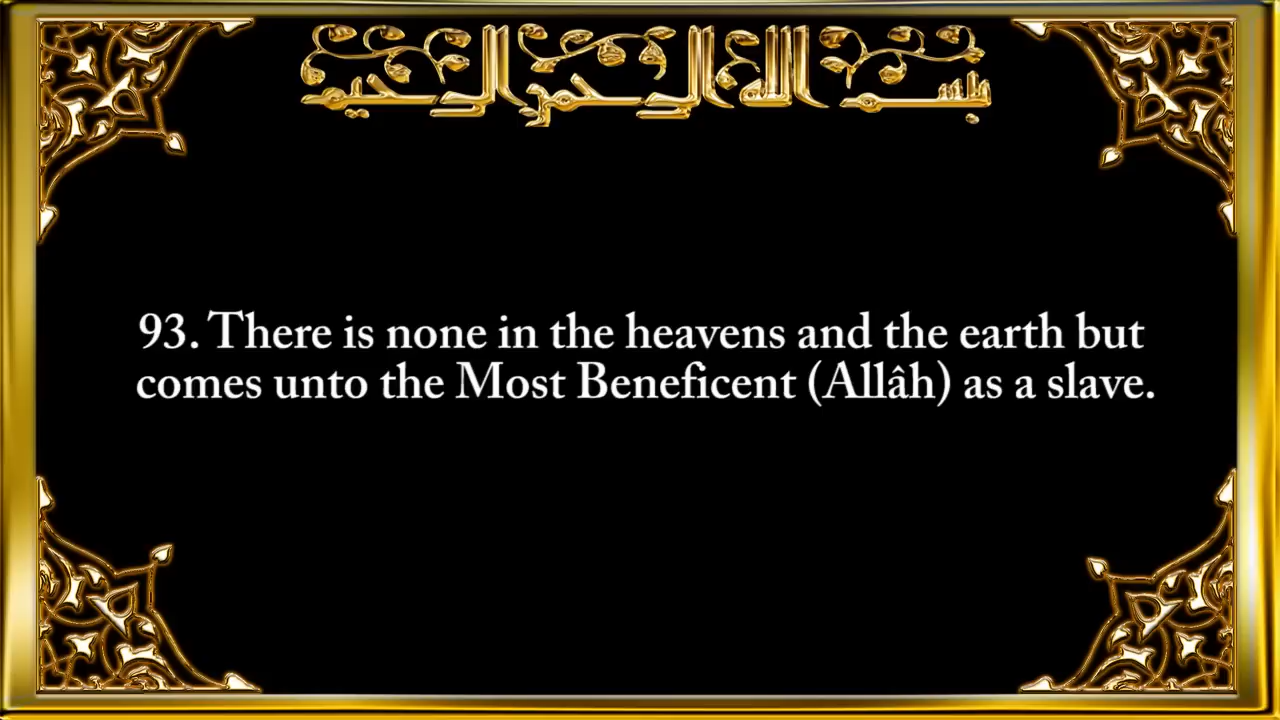 بسم الله الرحمن الرحيم
93. There is none in the heavens and the earth but
comes unto the Most Beneficent (Allâh) as a slave.